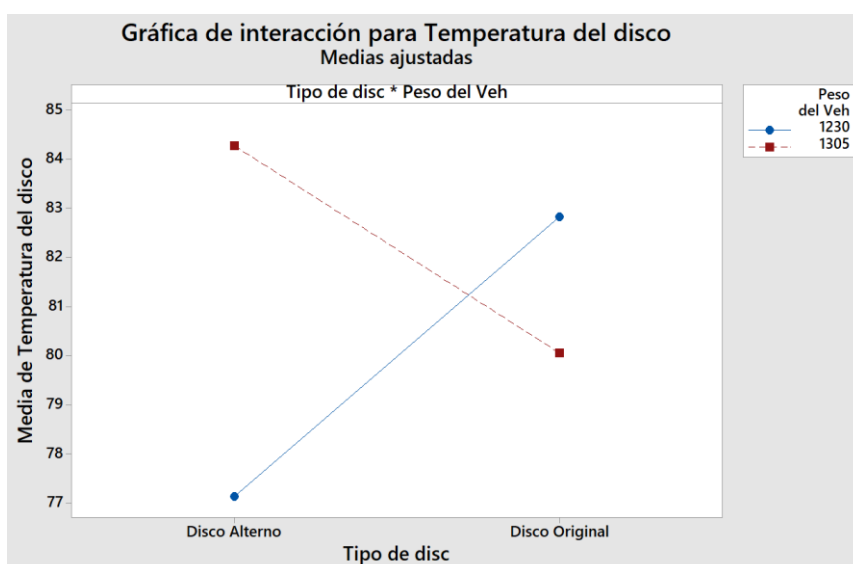 Gráfica de interacción para Temperatura del disco
Medias ajustadas
Tipo de disc * Peso del Veh
Peso
del Veh
1230
1305
Media de Temperatura del disco
85
84
83
82
81
80
79
78
77
Disco Alterno
Disco Original
Tipo de disc